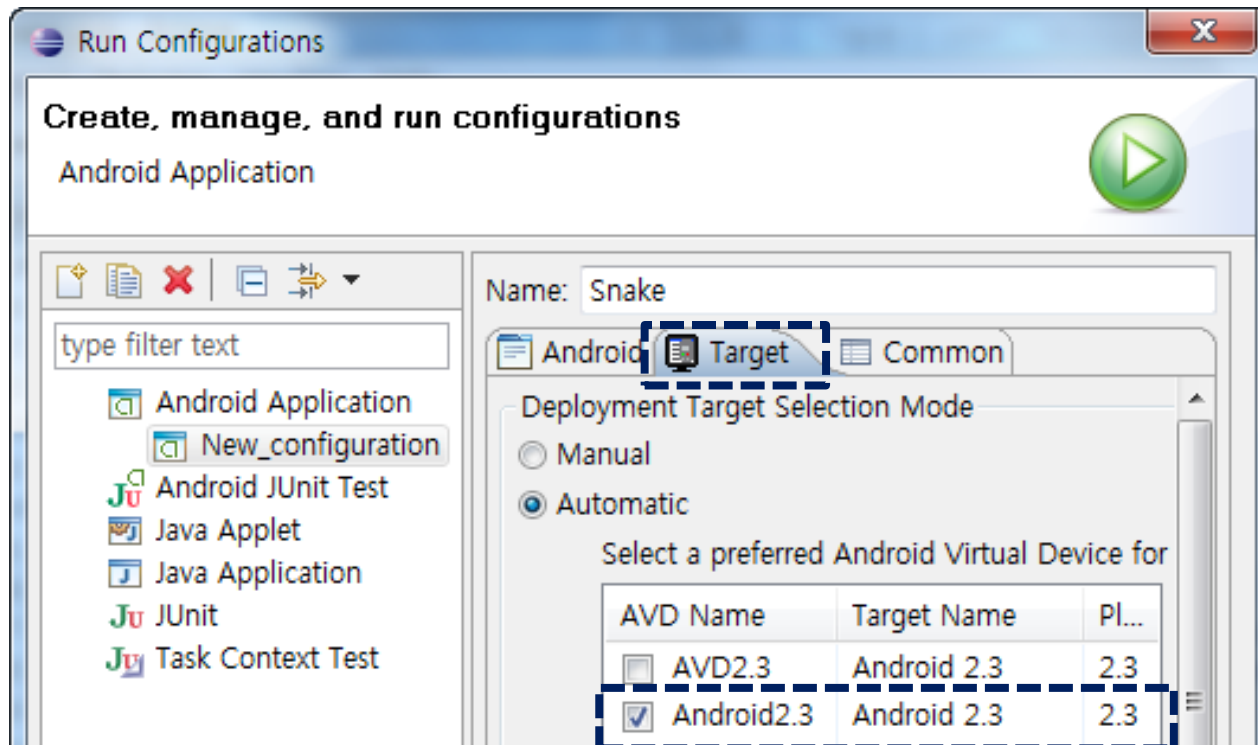 Run Configurations
x
Create, manage, and run configurations
Android Application
type filter text
Android Application
New_configuration
Android JUnit Test
Java Applet
Java Application
JUnit
Task Context Test
Name: Snake
Android Target Common
Deployment Target Selection Mode
Manual
Automatic
Select a preferred Android Virtual Device for
AVD Name Target Name Pl...
AVD2.3 Android 2.3 2.3
Android2.3 Android 2.3 2.3